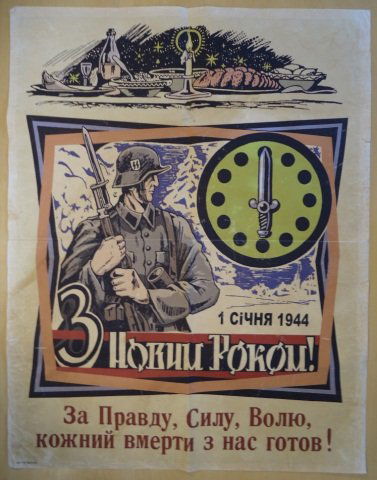 1 СІЧНЯ 1944
З Новим Роком!
За Правду, Силу, Волю,
кожний вмерти з нас готов!